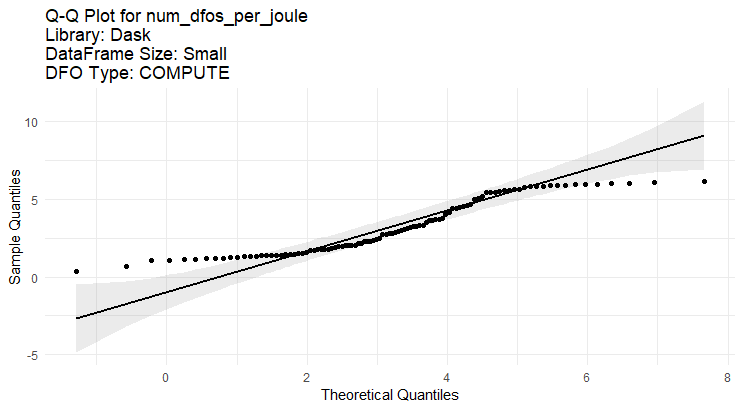 Q-Q Plot for num_dfos_per_joule
Library: Dask
DataFrame Size: Small
DFO Type: COMPUTE
10
5
0
-5
Sample Quantiles
0
2
4
6
8
Theoretical Quantiles